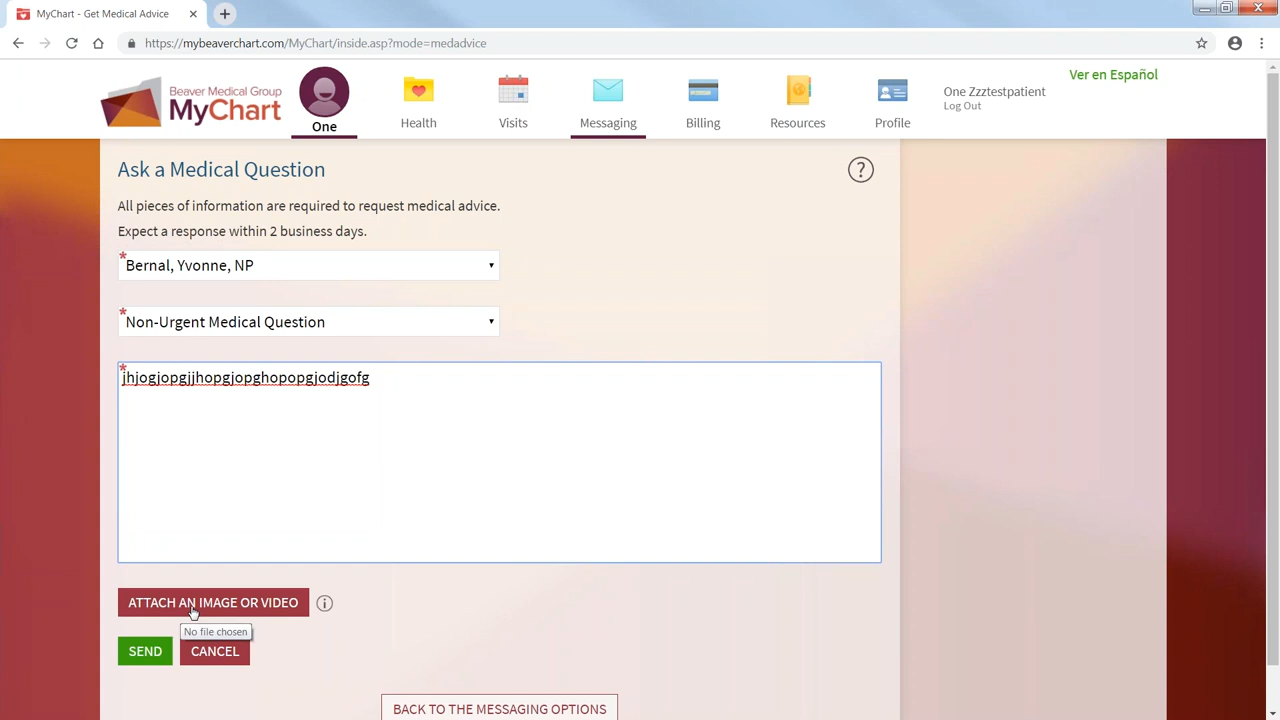 MyChart - Get Medical Advice
https://mybeaverchart.com/MyChart/inside.asp?mode=medadvice
Ver en Español
Beaver Medical Group
MyChart
One
Health
Visits
Messaging
Billing
Resources
Profile
One Zzztestpatient
Log Out
Ask a Medical Question
?
All pieces of information are required to request medical advice.
Expect a response within 2 business days.
* Bernal, Yvonne, NP
* Non-Urgent Medical Question
* jhjogjopgjjhopgjopghopopgjodjgofg
ATTACH AN IMAGE OR VIDEO
i
No file chosen
SEND
CANCEL
BACK TO THE MESSAGING OPTIONS